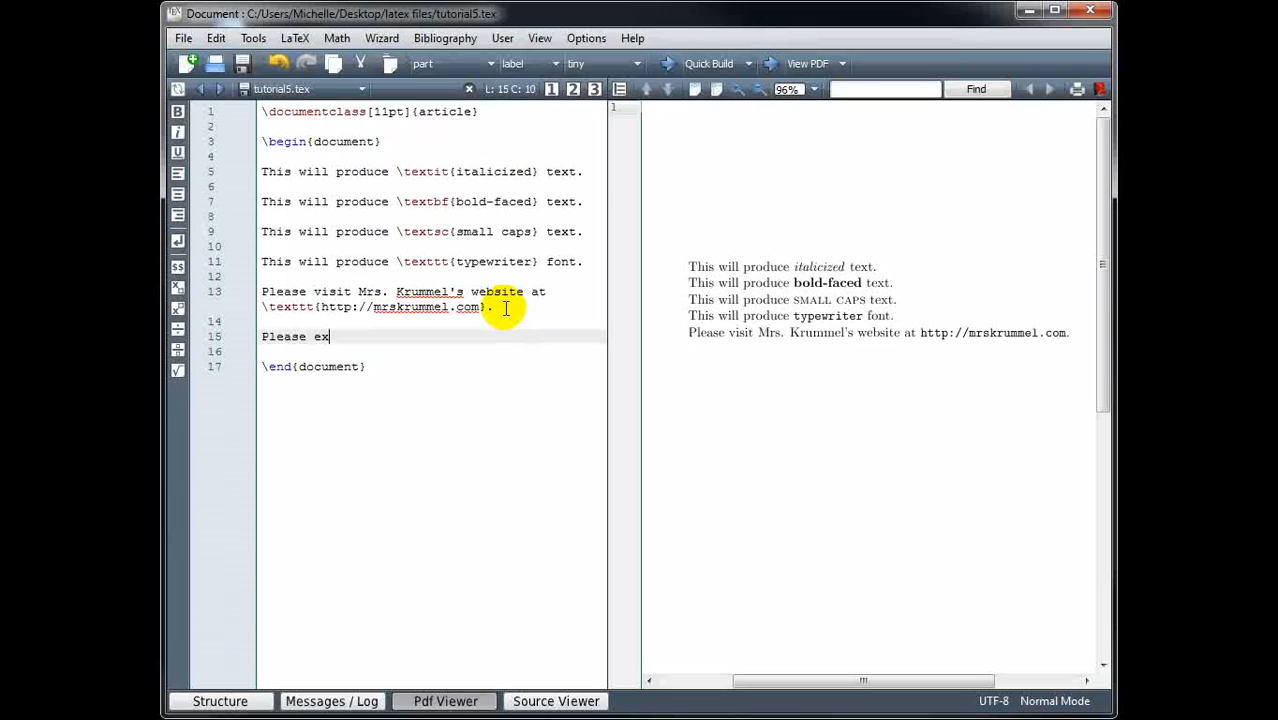 Document : C:/Users/Michelle/Desktop/latex files/tutorial5.tex
File Edit Tools LaTeX Math Wizard Bibliography User View Options Help
part label tiny Quick Build View PDF
tutorial5.tex L: 15 C: 10 1 2 3 96% Find
1 \documentclass[11pt]{article}
2
3 \begin{document}
4
5 This will produce \textit{italicized} text.
6
7 This will produce \textbf{bold-faced} text.
8
9 This will produce \textsc{small caps} text.
10
11 This will produce \texttt{typewriter} font.
12
13 Please visit Mrs. Krummel's website at
\texttt{http://mrskrummel.com}.
14
15 Please ex
16
17 \end{document}
1
This will produce italicized text.
This will produce bold-faced text.
This will produce SMALL CAPS text.
This will produce typewriter font.
Please visit Mrs. Krummel's website at http://mrskrummel.com.
Structure Messages / Log Pdf Viewer Source Viewer UTF-8 Normal Mode